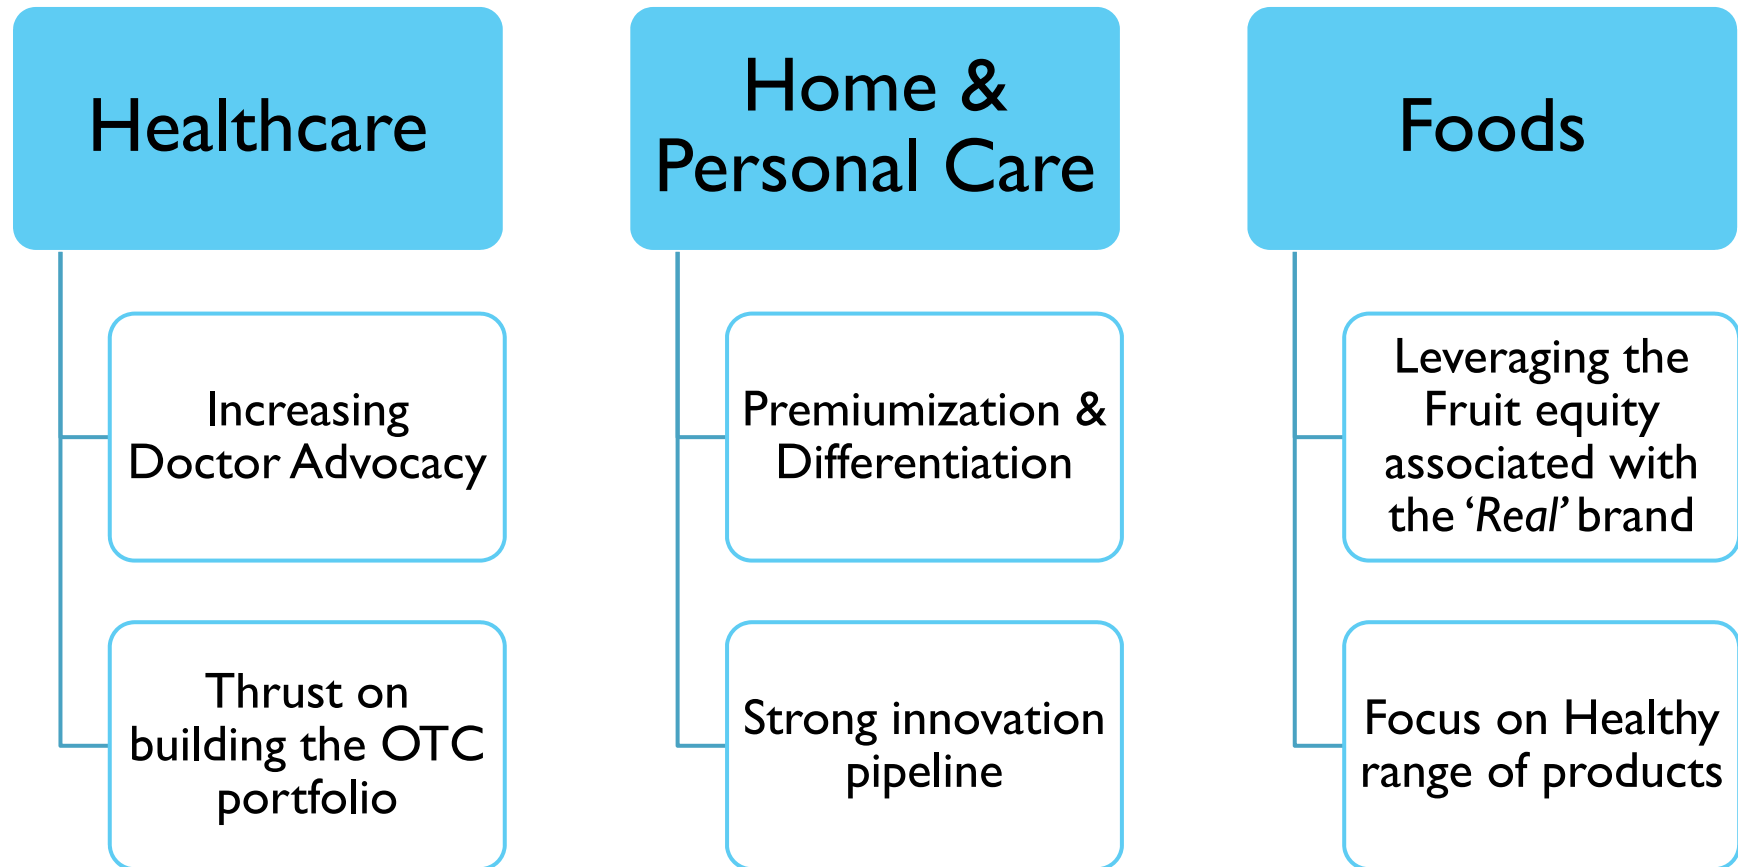 Healthcare
Increasing
Doctor Advocacy
Thrust on
building the OTC
portfolio
Home &
Personal Care
Premiumization &
Differentiation
Strong innovation
pipeline
Foods
Leveraging the
Fruit equity
associated with
the ‘Real’ brand
Focus on Healthy
range of products